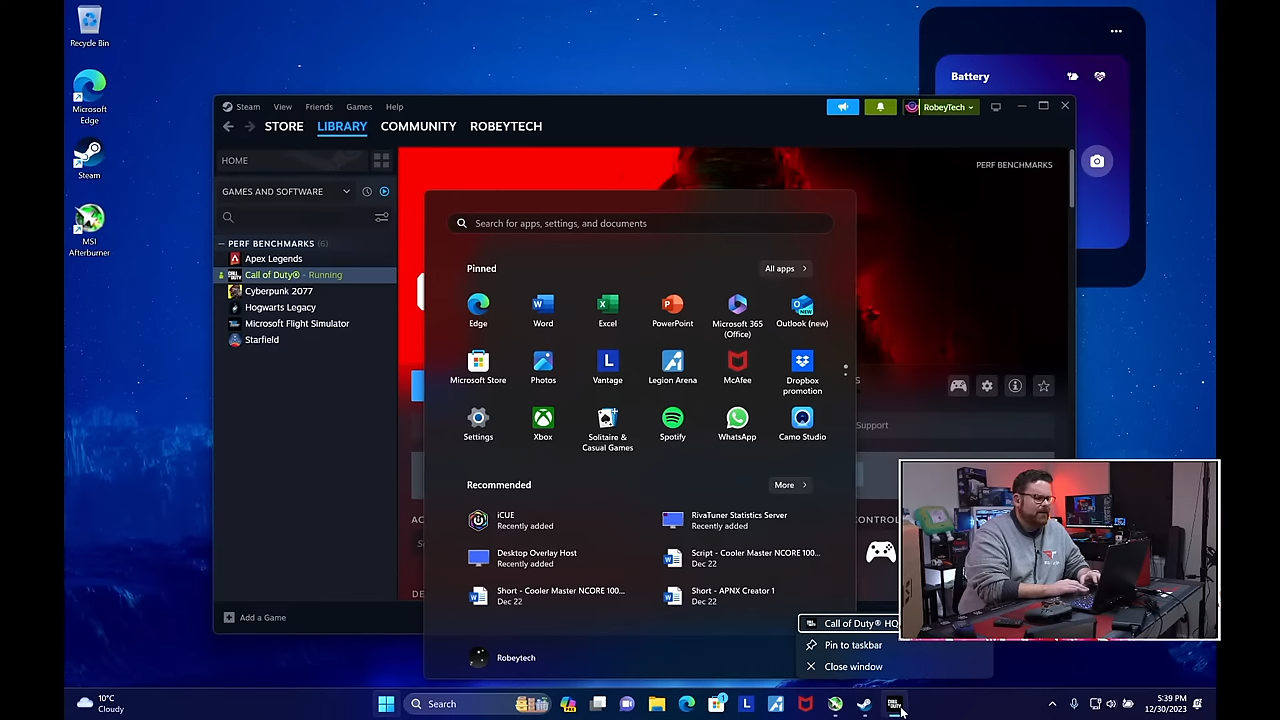 Recycle Bin
Microsoft
Edge
Steam
MSI
Afterburner
Battery
Steam View Friends Games Help
RobeyTech
STORE LIBRARY COMMUNITY ROBEYTECH
HOME
GAMES AND SOFTWARE
PERF BENCHMARKS (6)
Apex Legends
Call of Duty® - Running
Cyberpunk 2077
Hogwarts Legacy
Microsoft Flight Simulator
Starfield
Add a Game
PERF BENCHMARKS
Support
Search for apps, settings, and documents
Pinned
All apps >
Edge
Word
Excel
PowerPoint
Microsoft 365
(Office)
Outlook (new)
Microsoft Store
Photos
Vantage
Legion Arena
McAfee
Dropbox
promotion
Settings
Xbox
Solitaire &
Casual Games
Spotify
WhatsApp
Camo Studio
Recommended
More >
iCUE
Recently added
RivaTuner Statistics Server
Recently added
Desktop Overlay Host
Recently added
Script - Cooler Master NCORE 100...
Dec 22
Short - Cooler Master NCORE 100...
Dec 22
Short - APNX Creator 1
Dec 22
Robeytech
Call of Duty® HQ
Pin to taskbar
Close window
10°C
Cloudy
Search
5:39 PM
12/30/2023